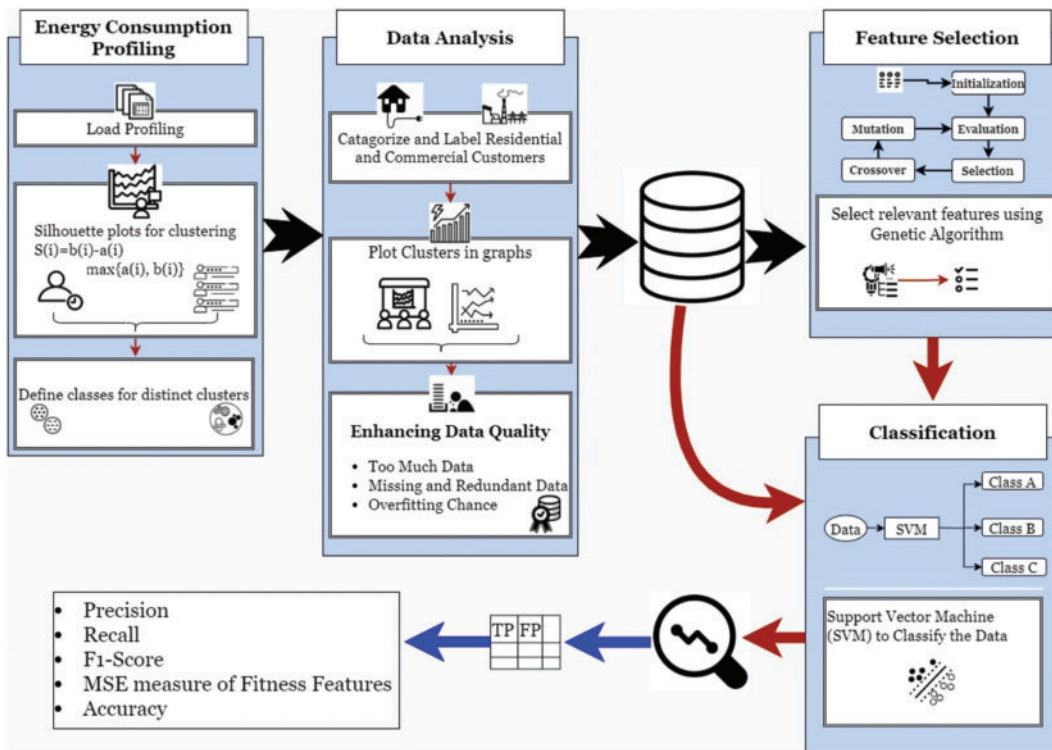 Energy Consumption
Profiling
Load Profiling
Silhouette plots for clustering
S(i)=b(i)-a(i)
max{a(i), b(i)}
Define classes for distinct clusters
Data Analysis
Catagorize and Label Residential
and Commercial Customers
Plot Clusters in graphs
Enhancing Data Quality
• Too Much Data
• Missing and Redundant Data
• Overfitting Chance
Feature Selection
Initialization
Mutation
Evaluation
Crossover
Selection
Select relevant features using
Genetic Algorithm
Classification
Class A
Data
SVM
Class B
Class C
Support Vector Machine
(SVM) to Classify the Data
TP FP
• Precision
• Recall
• F1-Score
• MSE measure of Fitness Features
• Accuracy